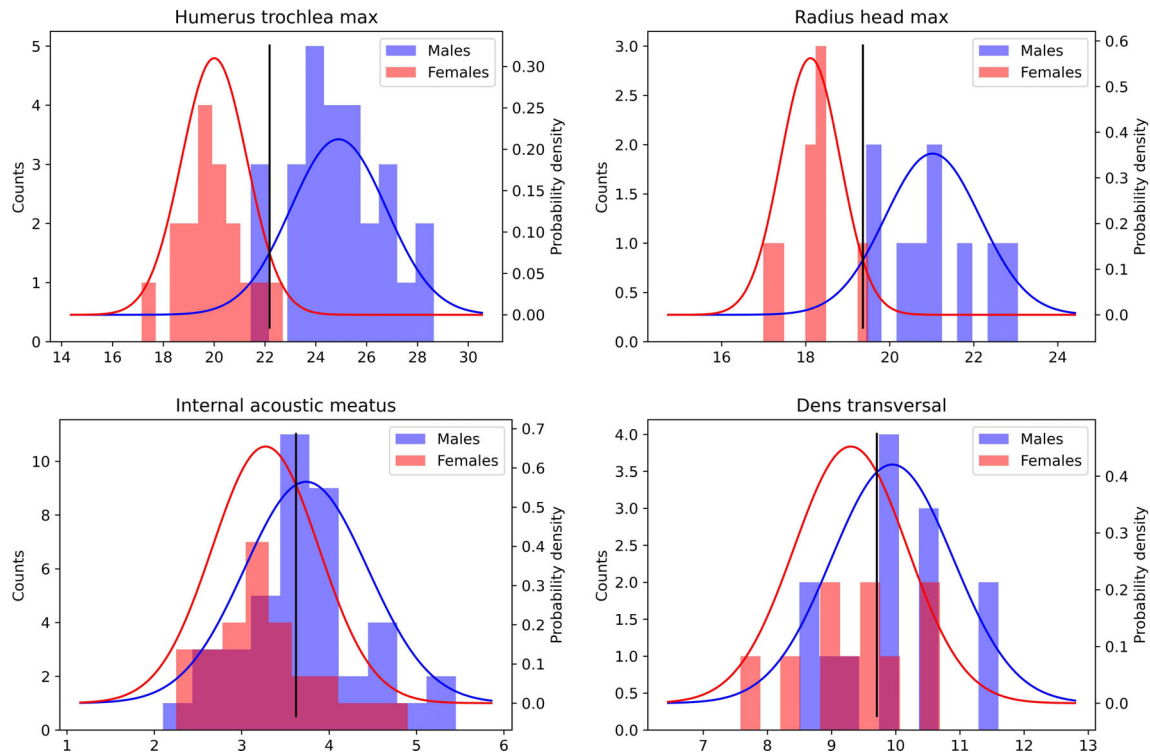 Humerus trochlea max
5
4
3
2
1
0
Counts
14 16 18 20 22 24 26 28 30
0.30
0.25
0.20
0.15
0.10
0.05
0.00
Probability density
Males
Females
Radius head max
3.0
2.5
2.0
1.5
1.0
0.5
0.0
Counts
16 18 20 22 24
0.6
0.5
0.4
0.3
0.2
0.1
0.0
Probability density
Males
Females
Internal acoustic meatus
10
8
6
4
2
0
Counts
1 2 3 4 5 6
0.7
0.6
0.5
0.4
0.3
0.2
0.1
0.0
Probability density
Males
Females
Dens transversal
4.0
3.5
3.0
2.5
2.0
1.5
1.0
0.5
0.0
Counts
7 8 9 10 11 12 13
0.4
0.3
0.2
0.1
0.0
Probability density
Males
Females